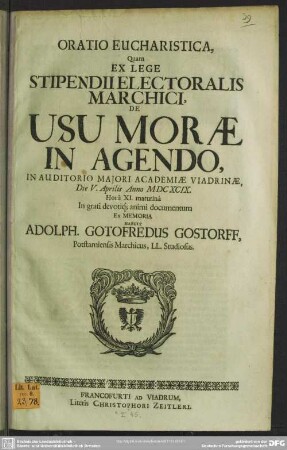 ORATIO EUCHARISTICA,
Quam
EX LEGE
STIPENDII ELECTORALIS
MARCHICI,
DE
USU MORÆ
IN AGENDO,
IN AUDITORIO MAJORI ACADEMIÆ VIADRINÆ,
Die V. Aprilis Anno MDCXCIX.
Horâ XI. matutinâ
In grati devotiq; animi documentum
EX MEMORIA
ADOLPH. GOTOFREDUS GOSTORFF,
Postbamiensis Marchicus, LL. Studiosus.
FRANCOFURTI AD VIADRUM,
Literis CHRISTOPHORI ZEITLERI.